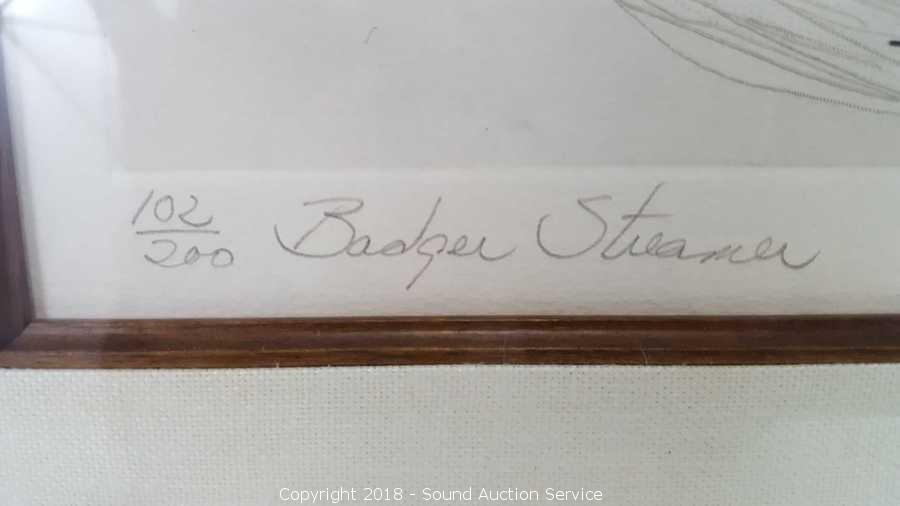 102/200 Badger Streamer
Copyright 2018 - Sound Auction Service